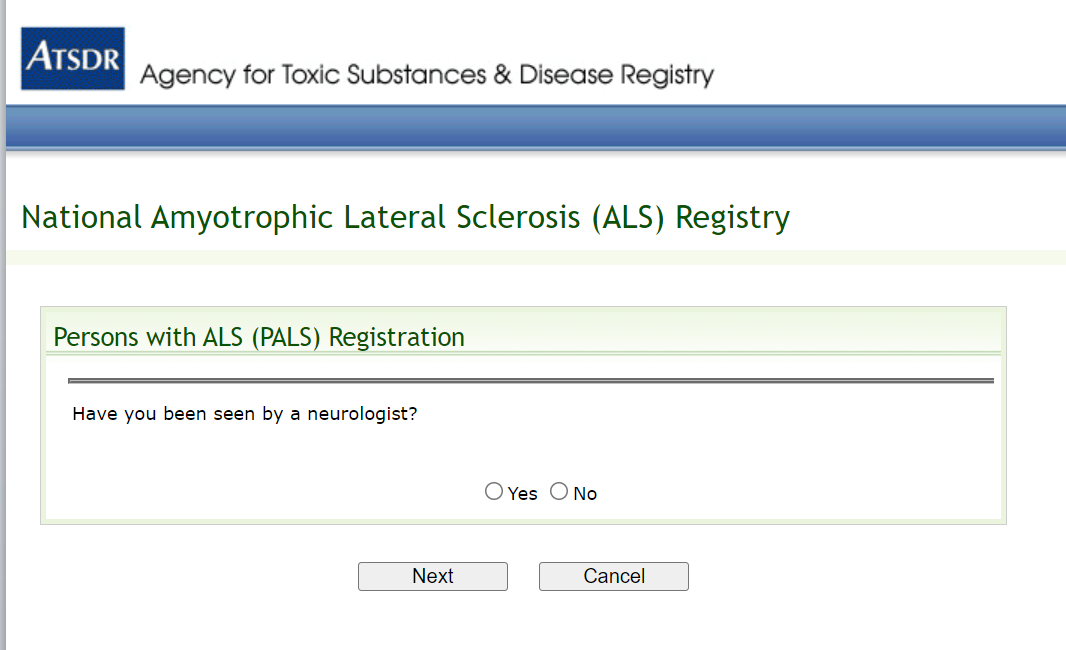 ATSDR
Agency for Toxic Substances & Disease Registry
National Amyotrophic Lateral Sclerosis (ALS) Registry
Persons with ALS (PALS) Registration
Have you been seen by a neurologist?
Yes No
Next Cancel